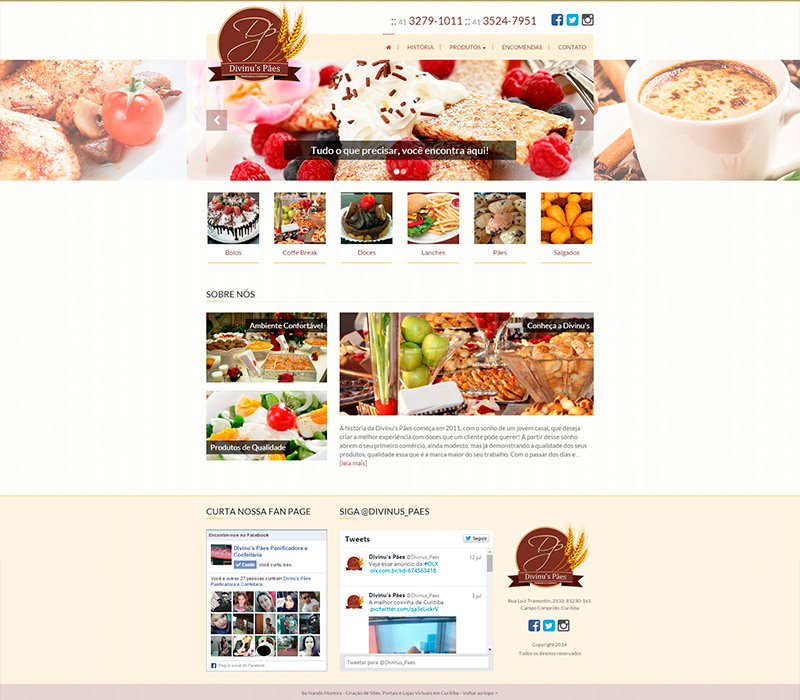 :: 41 3279-1011 :: 41 3524-7951
Divinu's Pães
HISTÓRIA | PRODUTOS | ENCOMENDAS | CONTATO
Tudo o que precisar, você encontra aqui!
Bolos
Coffe Break
Doces
Lanches
Pães
Salgados
SOBRE NÓS
Ambiente Confortável
Produtos de Qualidade
Conheça a Divinu's
A história da Divinu's Pães começa em 2011, com o sonho de um jovem casal, que deseja
criar a melhor experiência com doces que um cliente pode querer! A partir desse sonho
abrem o seu primeiro comércio, ainda modesto, mas já demonstrando a qualidade dos seus
produtos, qualidade essa que é a marca maior do seu trabalho. Com o passar dos dias e...
[leia mais]
CURTA NOSSA FAN PAGE
Encontre-nos no Facebook
Divinu's Pães Panificadora e
Confeitaria
Curtir Você curtiu isso.
Você e outras 27 pessoas curtiram Divinu's Pães
Panificadora e Confeitaria.
Plug-in social do Facebook
SIGA @DIVINUS_PAES
Tweets
Seguir
Divinu's Pães @Divinus_Paes 12 jul
Veja esse anúncio da #OLX
olx.com.br/iid-674563418
Divinu's Pães @Divinus_Paes 3 jul
A melhor coxinha de Curitiba
pic.twitter.com/qa3eLickrV
Tweetar para @Divinus_Paes
Divinu's Pães
Rua Luiz Tramontin, 2133, 81230-161
Campo Comprido, Curitiba
Copyright 2014
Todos os direitos reservados
by Nando Moreira - Criação de Sites, Portais e Lojas Virtuais em Curitiba - Voltar ao topo ^